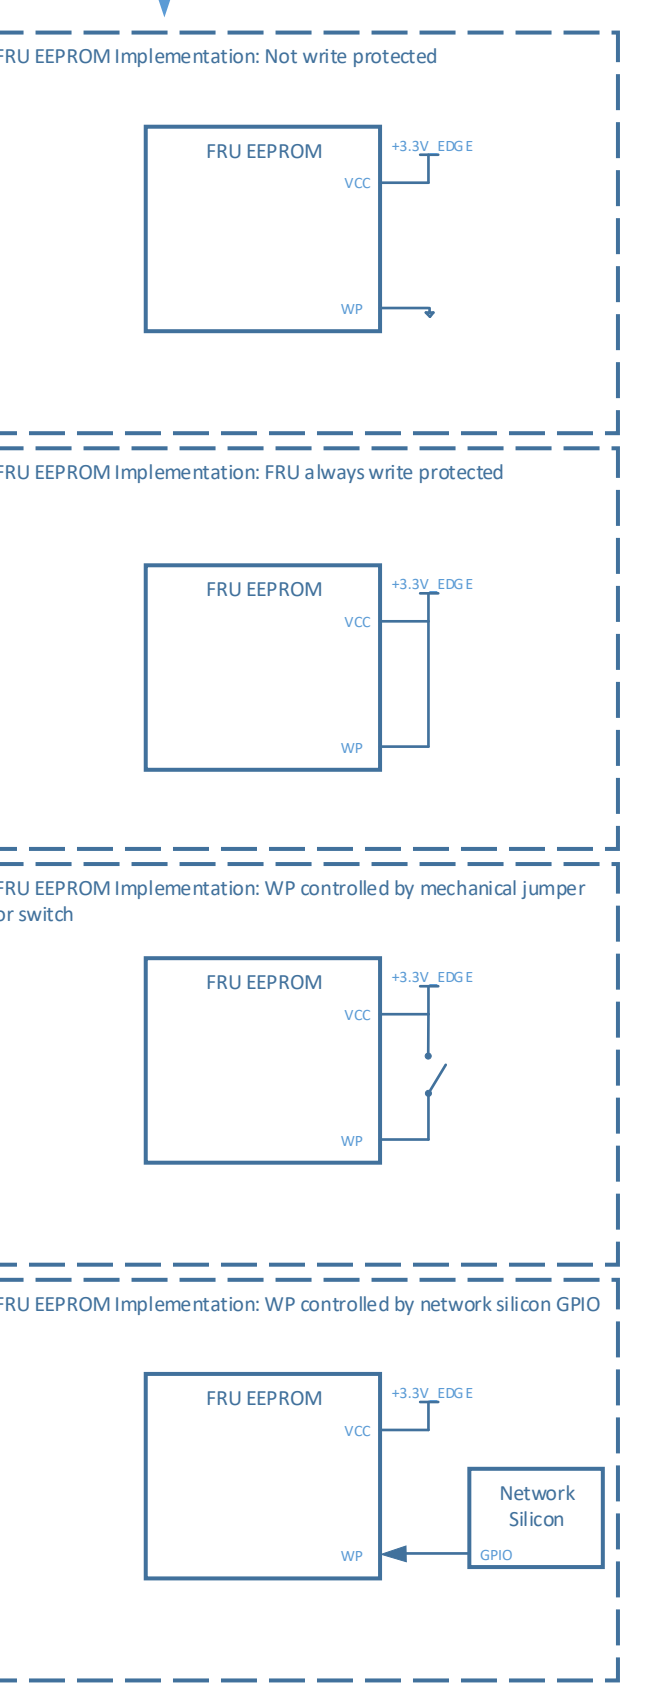 FRU EEPROM Implementation: Not write protected
FRU EEPROM
+3.3V_EDGE
VCC
WP
FRU EEPROM Implementation: FRU always write protected
FRU EEPROM
+3.3V_EDGE
VCC
WP
FRU EEPROM Implementation: WP controlled by mechanical jumper
or switch
FRU EEPROM
+3.3V_EDGE
VCC
WP
FRU EEPROM Implementation: WP controlled by network silicon GPIO
FRU EEPROM
+3.3V_EDGE
VCC
Network
Silicon
WP
GPIO